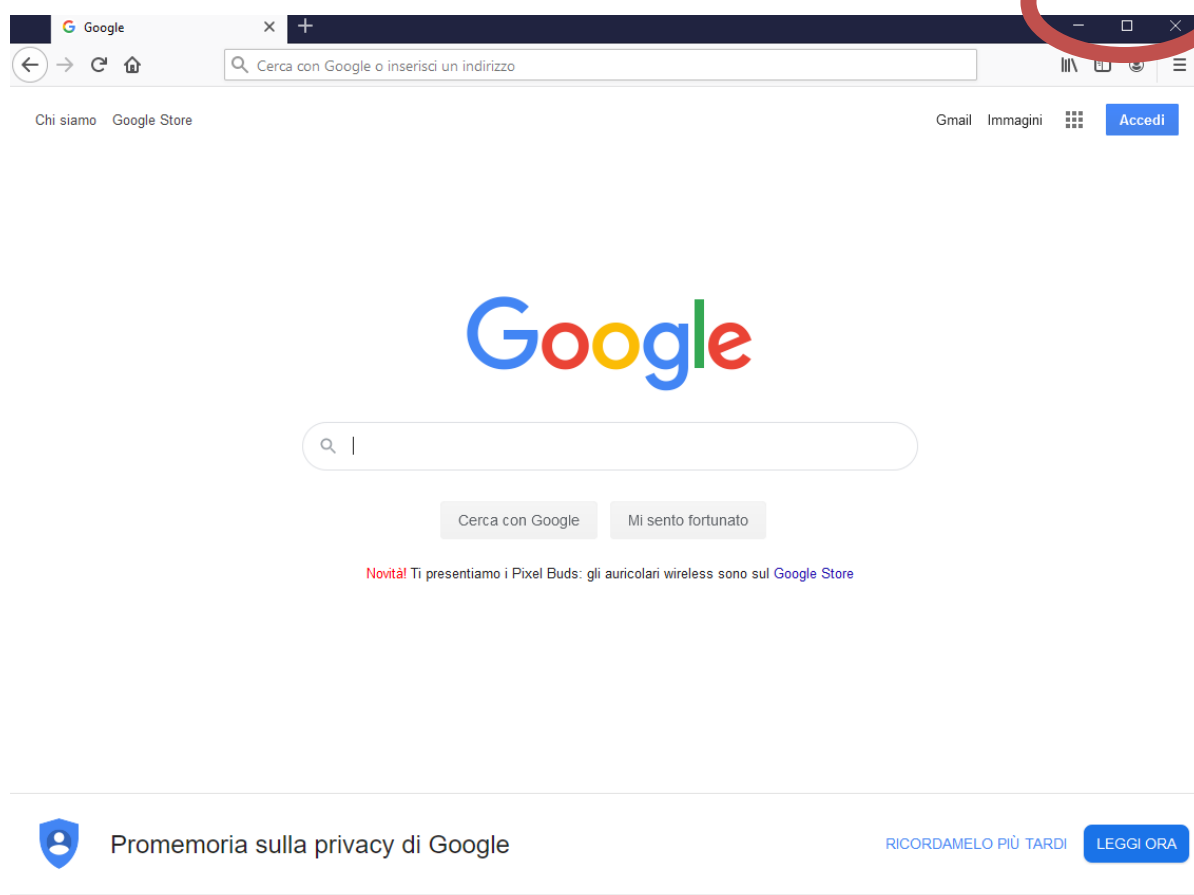 Google
Cerca con Google o inserisci un indirizzo
Chi siamo Google Store Gmail Immagini Accedi
Google
Cerca con Google Mi sento fortunato
Novità! Ti presentiamo i Pixel Buds: gli auricolari wireless sono sul Google Store
Promemoria sulla privacy di Google RICORDAMELO PIÙ TARDI LEGGI ORA